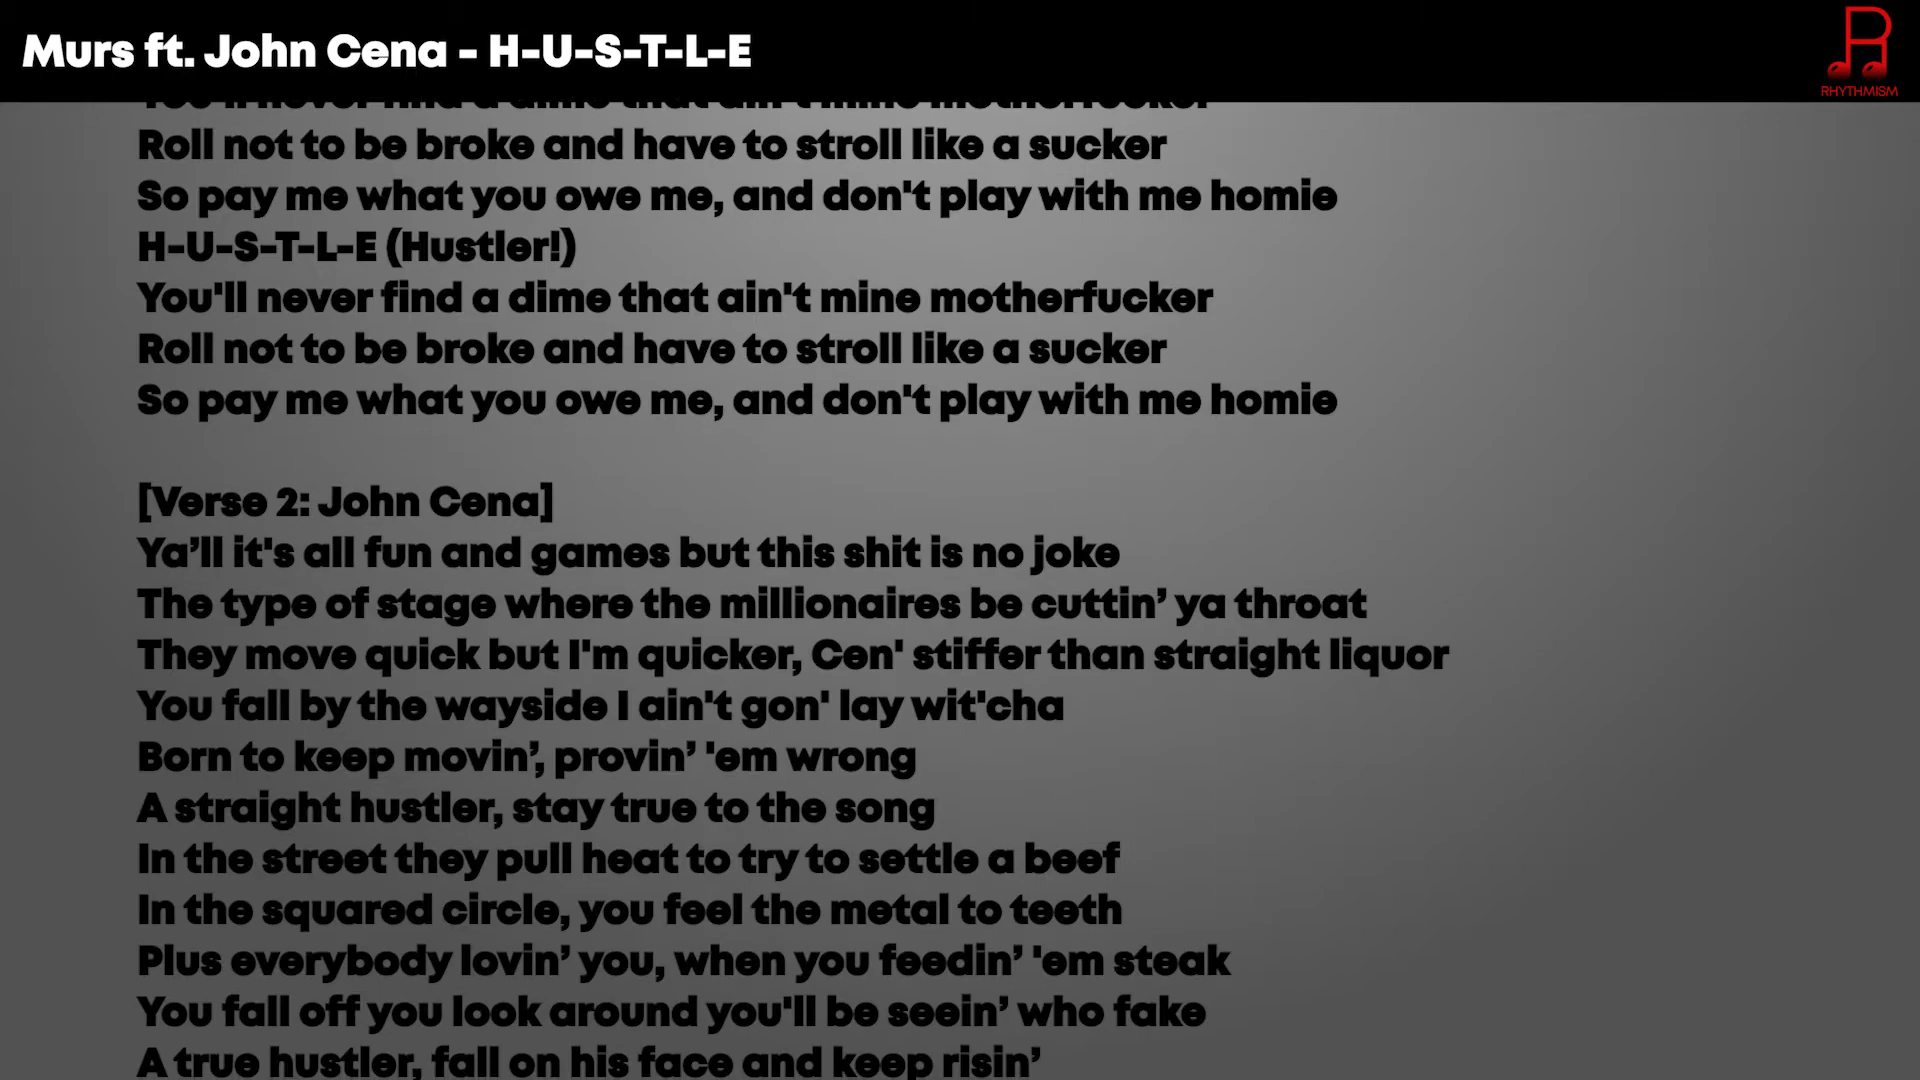 Murs ft. John Cena - H-U-S-T-L-E
RHYTHMISM
You'll never find a dime that ain't mine motherfucker
Roll not to be broke and have to stroll like a sucker
So pay me what you owe me, and don't play with me homie
H-U-S-T-L-E (Hustler!)
You'll never find a dime that ain't mine motherfucker
Roll not to be broke and have to stroll like a sucker
So pay me what you owe me, and don't play with me homie
[Verse 2: John Cena]
Ya’ll it's all fun and games but this shit is no joke
The type of stage where the millionaires be cuttin’ ya throat
They move quick but I'm quicker, Cen' stiffer than straight liquor
You fall by the wayside I ain't gon' lay wit'cha
Born to keep movin’, provin’ 'em wrong
A straight hustler, stay true to the song
In the street they pull heat to try to settle a beef
In the squared circle, you feel the metal to teeth
Plus everybody lovin’ you, when you feedin’ 'em steak
You fall off you look around you'll be seein’ who fake
A true hustler, fall on his face and keep risin’